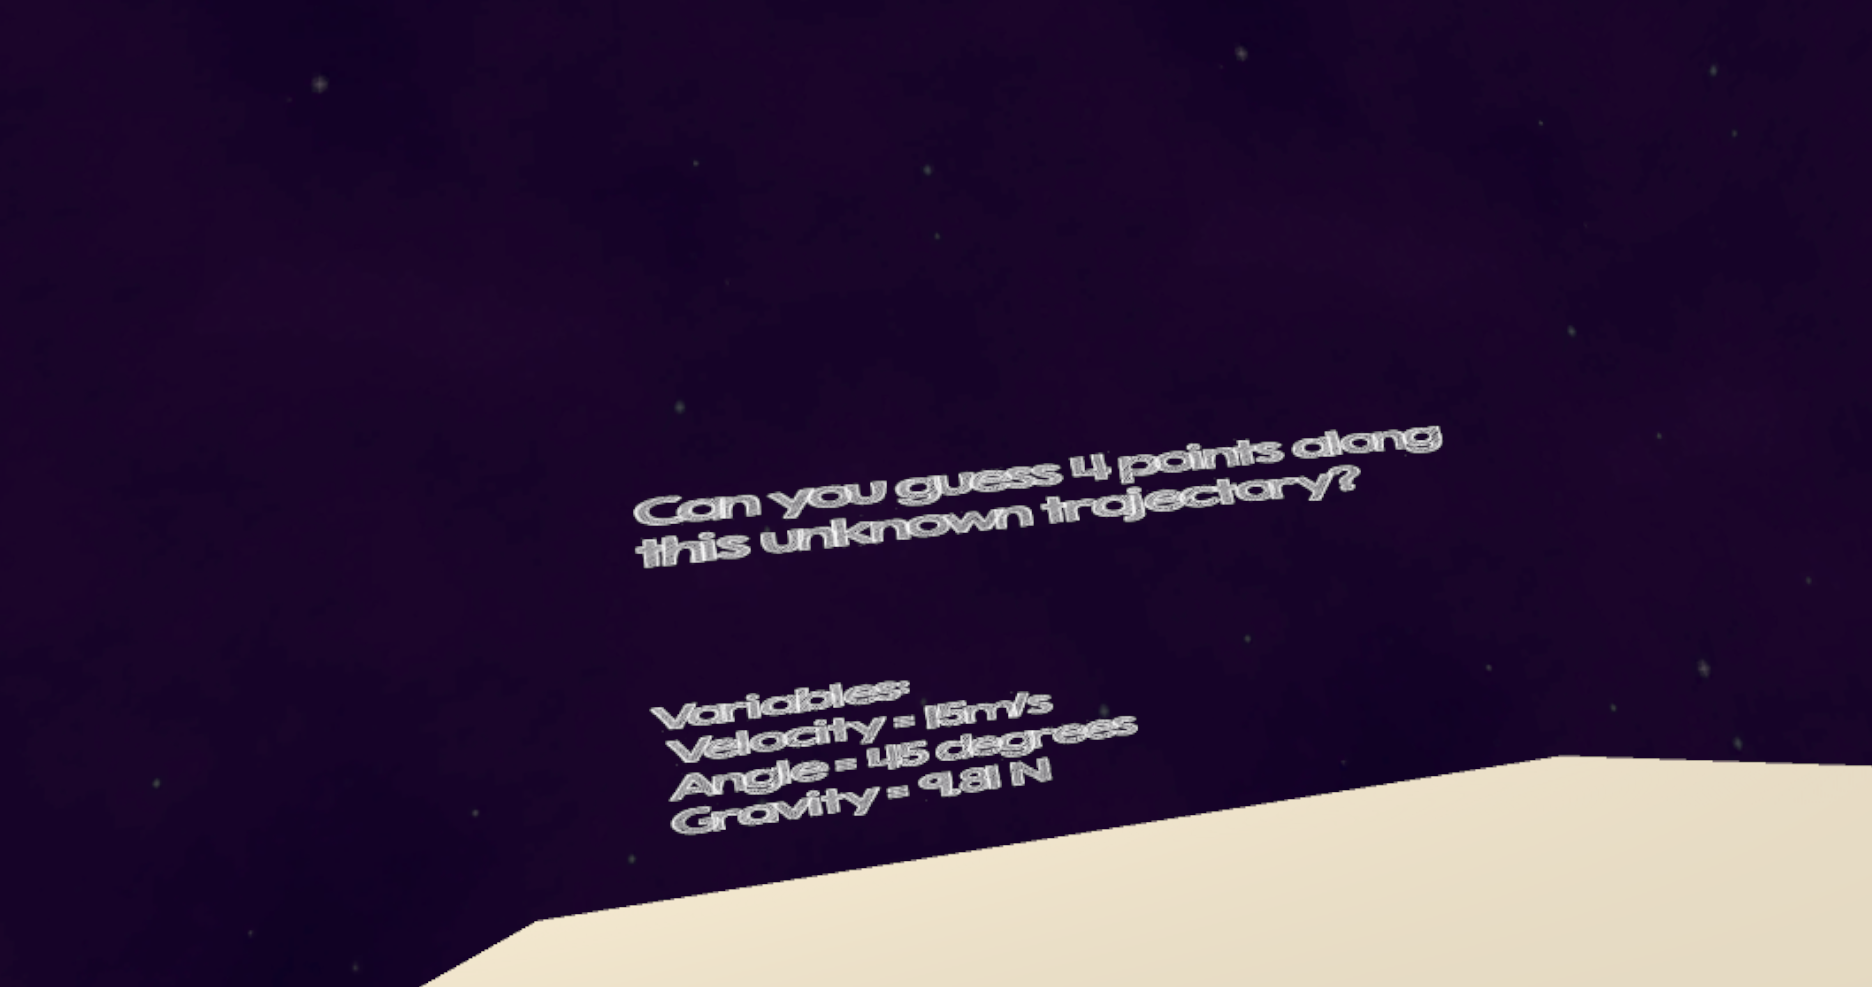 Can you guess 4 points along
this unknown trajectory?
Variables:
Velocity = 15m/s
Angle = 45 degrees
Gravity = 9.81 N